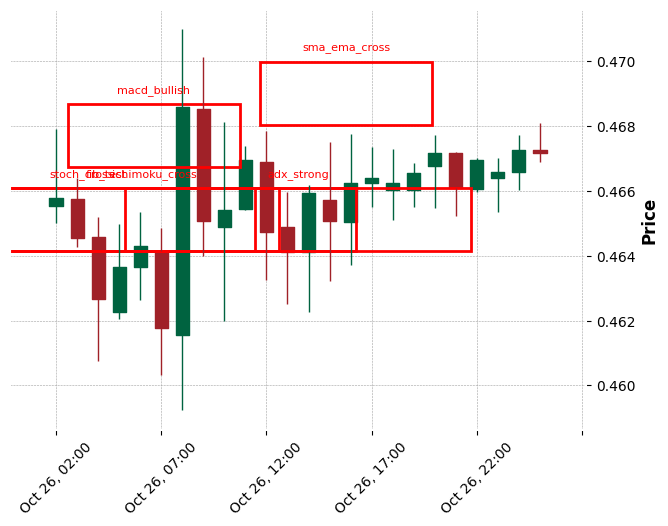 sma_ema_cross
0.470
macd_bullish
0.468
ichimoku_cross
adx_strong
0.466
Price
0.464
0.462
0.460
Oct 26, 02:00
Oct 26, 07:00
Oct 26, 12:00
Oct 26, 17:00
Oct 26, 22:00